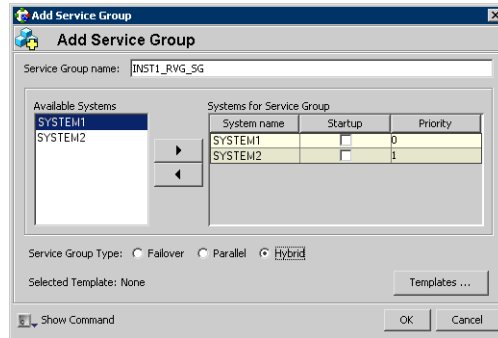 Add Service Group
Add Service Group
Service Group name: INST1_RVG_SG
Available Systems
SYSTEM1
SYSTEM2
Systems for Service Group
System name Startup Priority
SYSTEM1 0
SYSTEM2 1
Service Group Type: Failover Parallel Hybrid
Selected Template: None
Templates ...
Show Command
OK Cancel